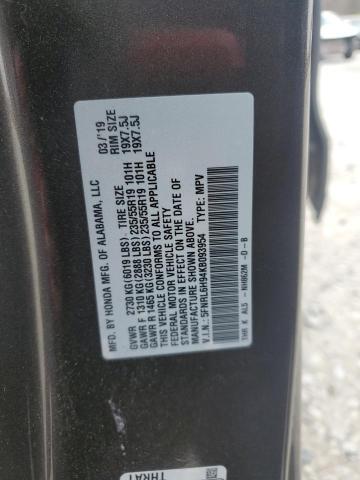 MFD. BY HONDA MFG. OF ALABAMA, LLC 03/'19
TIRE SIZE RIM SIZE
GVWR 2730 KG(6019 LBS)
GAWR F 1310 KG(2888 LBS) 235/55R19 101H 19X7.5J
GAWR R 1465 KG(3230 LBS) 235/55R19 101H 19X7.5J
THIS VEHICLE CONFORMS TO ALL APPLICABLE
FEDERAL MOTOR VEHICLE SAFETY
STANDARDS IN EFFECT ON THE DATE OF
MANUFACTURE SHOWN ABOVE.
V.I.N.: 5FNRL6H94KB093954 TYPE: MPV
THR K AL5 - NH862M -D -B
THRA1